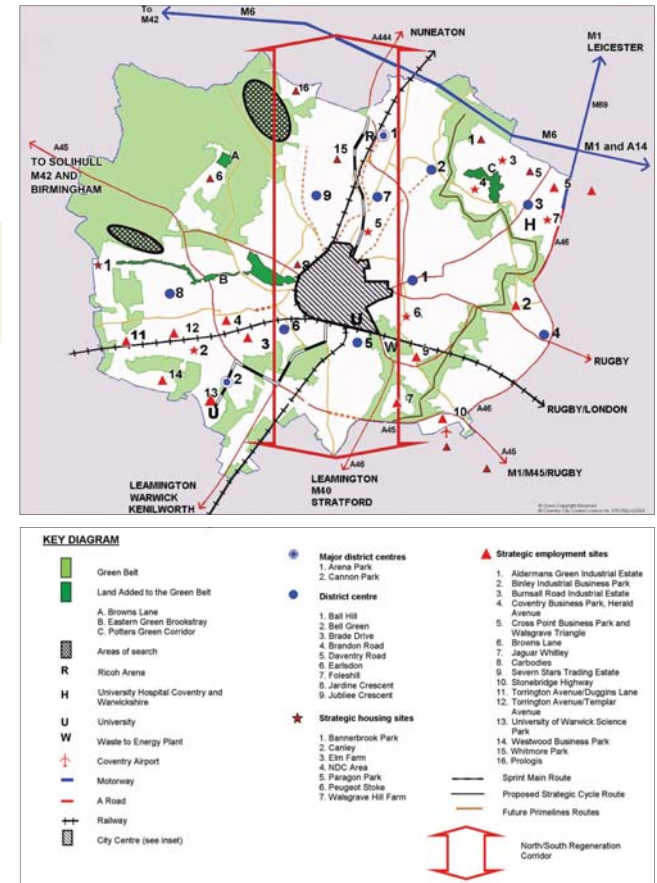 To
M42
M6
A444
NUNEATON
M1
LEICESTER
M69
M6
M1 and A14
A45
TO SOLIHULL
M42 AND
BIRMINGHAM
16
R
1
15
A
6
9
7
2
1
3
C
4
5
5
3
H
7
A46
5
1
8
B
8
1
2
11
12
4
6
U
6
4
2
3
5
W
9
14
2
13
U
7
10
A46
A45
A45
RUGBY
RUGBY/LONDON
M1/M45/RUGBY
A46
LEAMINGTON
WARWICK
KENILWORTH
LEAMINGTON
M40
STRATFORD
KEY DIAGRAM
Green Belt
Land Added to the Green Belt
A. Browns Lane
B. Eastern Green Brookstray
C. Potters Green Corridor
Areas of search
R
Ricoh Arena
H
University Hospital Coventry and
Warwickshire
U
University
W
Waste to Energy Plant
Coventry Airport
Motorway
A Road
Railway
City Centre (see inset)
Major district centres
1. Arena Park
2. Cannon Park
District centre
1. Ball Hill
2. Bell Green
3. Brade Drive
4. Brandon Road
5. Daventry Road
6. Earlsdon
7. Foleshill
8. Jardine Crescent
9. Jubliee Crescent
Strategic housing sites
1. Bannerbrook Park
2. Canley
3. Elm Farm
4. NDC Area
5. Paragon Park
6. Peugeot Stoke
7. Walsgrave Hill Farm
Strategic employment sites
1. Aldermans Green Industrial Estate
2. Binley Industrial Business Park
3. Burnsall Road Industrial Estate
4. Coventry Business Park, Herald
Avenue
5. Cross Point Business Park and
Walsgrave Triangle
6. Browns Lane
7. Jaguar Whitley
8. Carbodies
9. Severn Stars Trading Estate
10. Stonebridge Highway
11. Torrington Avenue/Duggins Lane
12. Torrington Avenue/Templar
Avenue
13. University of Warwick Science
Park
14. Westwood Business Park
15. Whitmore Park
16. Prologis
Sprint Main Route
Proposed Strategic Cycle Route
Future Primelines Routes
North/South Regeneration
Corridor